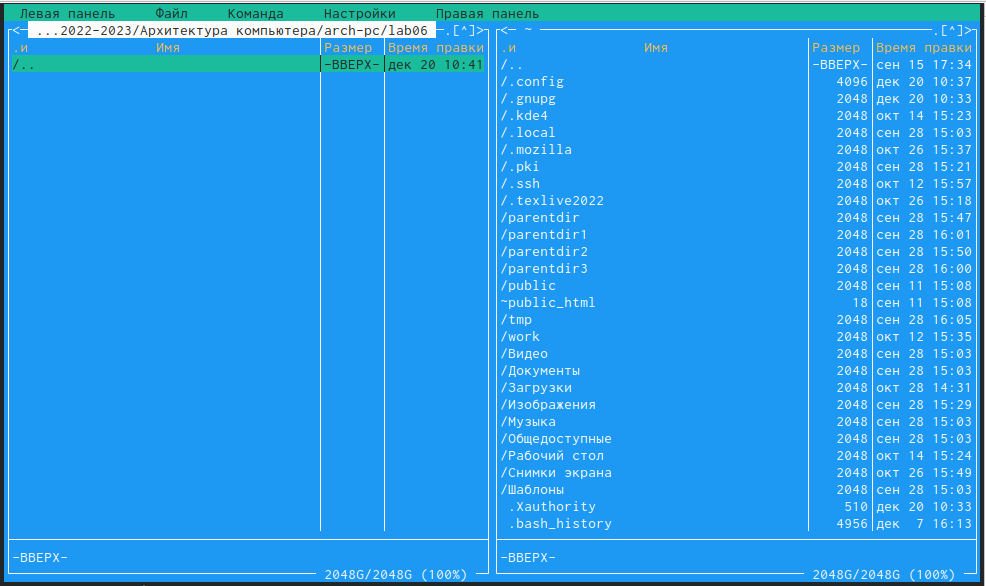 Левая панель Файл Команда Настройки Правая панель
<— ...2022-2023/Архитектура компьютера/arch-pc/lab06 —.[^]>
.и Имя Размер Время правки
/.. -ВВЕРХ- дек 20 10:41
-ВВЕРХ-
2048G/2048G (100%)
<— ~ —.[^]>
.и Имя Размер Время правки
/.. -ВВЕРХ- сен 15 17:34
/.config 4096 дек 20 10:37
/.gnupg 2048 дек 20 10:33
/.kde4 2048 окт 14 15:23
/.local 2048 сен 28 15:03
/.mozilla 2048 окт 26 15:37
/.pki 2048 сен 28 15:21
/.ssh 2048 окт 12 15:57
/.texlive2022 2048 окт 26 15:18
/parentdir 2048 сен 28 15:47
/parentdir1 2048 сен 28 16:01
/parentdir2 2048 сен 28 15:50
/parentdir3 2048 сен 28 16:00
/public 2048 сен 11 15:08
~public_html 18 сен 11 15:08
/tmp 2048 сен 28 16:05
/work 2048 окт 12 15:35
/Видео 2048 сен 28 15:03
/Документы 2048 сен 28 15:03
/Загрузки 2048 окт 28 14:31
/Изображения 2048 сен 28 15:29
/Музыка 2048 сен 28 15:03
/Общедоступные 2048 сен 28 15:03
/Рабочий стол 2048 окт 14 15:24
/Снимки экрана 2048 окт 26 15:49
/Шаблоны 2048 сен 28 15:03
.Xauthority 510 дек 20 10:33
.bash_history 4956 дек 7 16:13
-ВВЕРХ-
2048G/2048G (100%)